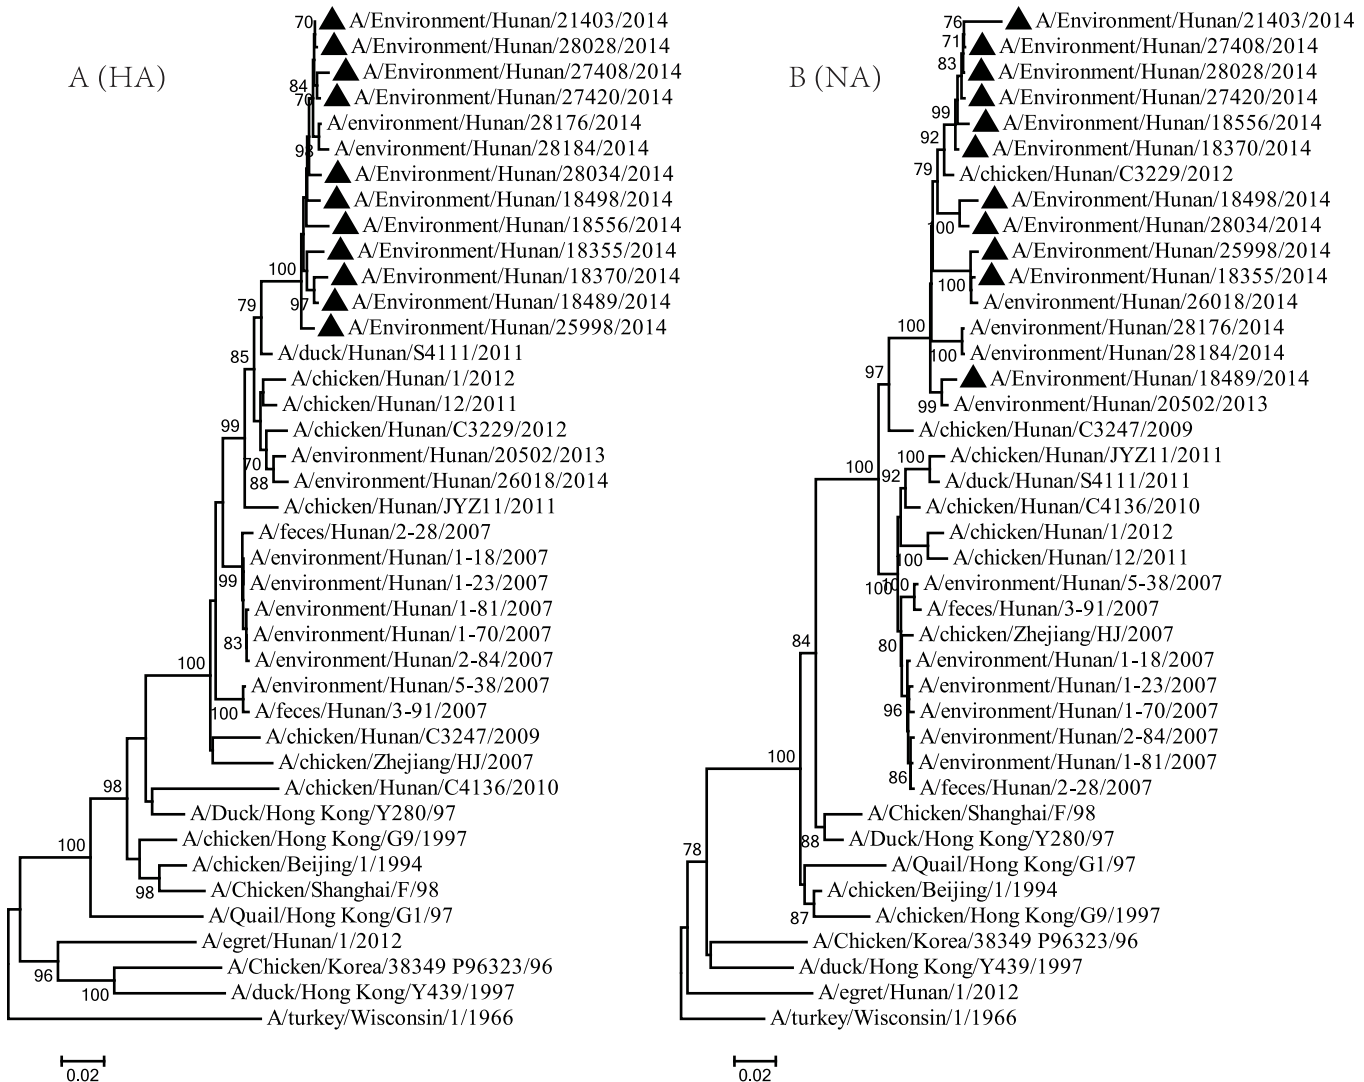 A (HA)
70
A/Environment/Hunan/21403/2014
A/Environment/Hunan/28028/2014
A/Environment/Hunan/27408/2014
84
70
A/Environment/Hunan/27420/2014
A/environment/Hunan/28176/2014
98
A/environment/Hunan/28184/2014
A/Environment/Hunan/28034/2014
A/Environment/Hunan/18498/2014
A/Environment/Hunan/18556/2014
A/Environment/Hunan/18355/2014
100
A/Environment/Hunan/18370/2014
97
A/Environment/Hunan/18489/2014
79
A/Environment/Hunan/25998/2014
85
A/duck/Hunan/S4111/2011
A/chicken/Hunan/1/2012
A/chicken/Hunan/12/2011
99
A/chicken/Hunan/C3229/2012
A/environment/Hunan/20502/2013
70
88
A/environment/Hunan/26018/2014
A/chicken/Hunan/JYZ11/2011
A/feces/Hunan/2-28/2007
A/environment/Hunan/1-18/2007
99
A/environment/Hunan/1-23/2007
A/environment/Hunan/1-81/2007
83
A/environment/Hunan/1-70/2007
100
A/environment/Hunan/2-84/2007
A/environment/Hunan/5-38/2007
100
A/feces/Hunan/3-91/2007
A/chicken/Hunan/C3247/2009
A/chicken/Zhejiang/HJ/2007
98
A/chicken/Hunan/C4136/2010
A/Duck/Hong Kong/Y280/97
100
A/chicken/Hong Kong/G9/1997
A/chicken/Beijing/1/1994
98
A/Chicken/Shanghai/F/98
A/Quail/Hong Kong/G1/97
A/egret/Hunan/1/2012
96
A/Chicken/Korea/38349 P96323/96
100
A/duck/Hong Kong/Y439/1997
A/turkey/Wisconsin/1/1966
0.02
B (NA)
76
A/Environment/Hunan/21403/2014
71
A/Environment/Hunan/27408/2014
83
A/Environment/Hunan/28028/2014
A/Environment/Hunan/27420/2014
99
A/Environment/Hunan/18556/2014
92
A/Environment/Hunan/18370/2014
79
A/chicken/Hunan/C3229/2012
A/Environment/Hunan/18498/2014
100
A/Environment/Hunan/28034/2014
A/Environment/Hunan/25998/2014
100
A/Environment/Hunan/18355/2014
A/environment/Hunan/26018/2014
100
A/environment/Hunan/28176/2014
100
A/environment/Hunan/28184/2014
97
A/Environment/Hunan/18489/2014
99
A/environment/Hunan/20502/2013
A/chicken/Hunan/C3247/2009
100
A/chicken/Hunan/JYZ11/2011
100
92
A/duck/Hunan/S4111/2011
A/chicken/Hunan/C4136/2010
A/chicken/Hunan/1/2012
100
A/chicken/Hunan/12/2011
100
100
A/environment/Hunan/5-38/2007
A/feces/Hunan/3-91/2007
84
80
A/chicken/Zhejiang/HJ/2007
A/environment/Hunan/1-18/2007
A/environment/Hunan/1-23/2007
96
A/environment/Hunan/1-70/2007
A/environment/Hunan/2-84/2007
100
A/environment/Hunan/1-81/2007
86
A/feces/Hunan/2-28/2007
A/Chicken/Shanghai/F/98
88
A/Duck/Hong Kong/Y280/97
78
A/Quail/Hong Kong/G1/97
A/chicken/Beijing/1/1994
87
A/chicken/Hong Kong/G9/1997
A/Chicken/Korea/38349 P96323/96
A/duck/Hong Kong/Y439/1997
A/egret/Hunan/1/2012
A/turkey/Wisconsin/1/1966
0.02